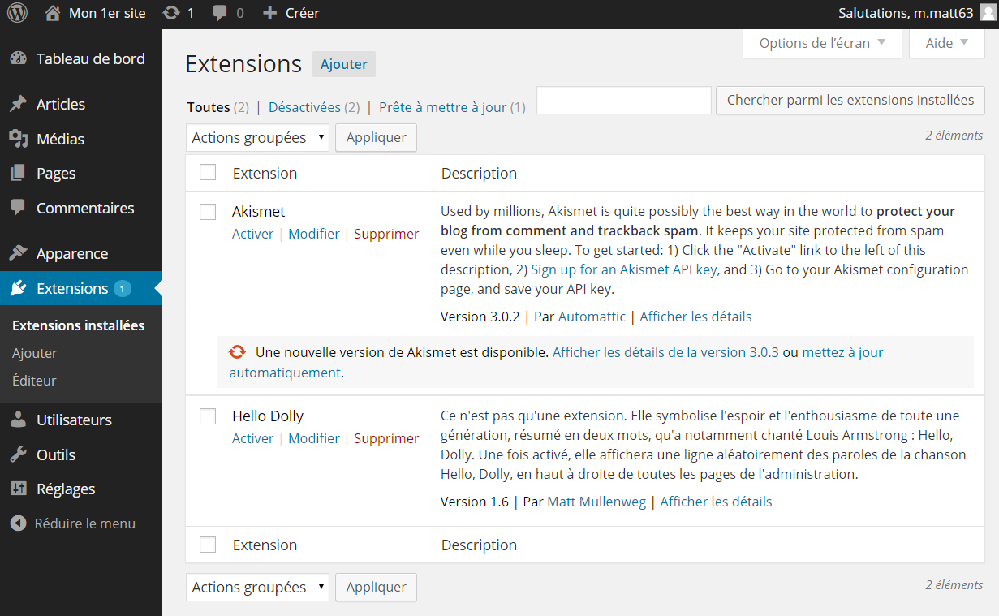 Mon 1er site 1 0 Créer Salutations, m.matt63
Tableau de bord
Articles
Médias
Pages
Commentaires
Apparence
Extensions 1
Extensions installées
Ajouter
Éditeur
Utilisateurs
Outils
Réglages
Réduire le menu
Options de l'écran Aide
Extensions Ajouter
Toutes (2) | Désactivées (2) | Prête à mettre à jour (1) Chercher parmi les extensions installées
Actions groupées Appliquer 2 éléments
Extension Description
Akismet
Activer | Modifier | Supprimer
Used by millions, Akismet is quite possibly the best way in the world to protect your
blog from comment and trackback spam. It keeps your site protected from spam
even while you sleep. To get started: 1) Click the "Activate" link to the left of this
description, 2) Sign up for an Akismet API key, and 3) Go to your Akismet configuration
page, and save your API key.
Version 3.0.2 | Par Automattic | Afficher les détails
Une nouvelle version de Akismet est disponible. Afficher les détails de la version 3.0.3 ou mettez à jour
automatiquement.
Hello Dolly
Activer | Modifier | Supprimer
Ce n'est pas qu'une extension. Elle symbolise l'espoir et l'enthousiasme de toute une
génération, résumé en deux mots, qu'a notamment chanté Louis Armstrong : Hello,
Dolly. Une fois activé, elle affichera une ligne aléatoirement des paroles de la chanson
Hello, Dolly, en haut à droite de toutes les pages de l'administration.
Version 1.6 | Par Matt Mullenweg | Afficher les détails
Extension Description
Actions groupées Appliquer 2 éléments